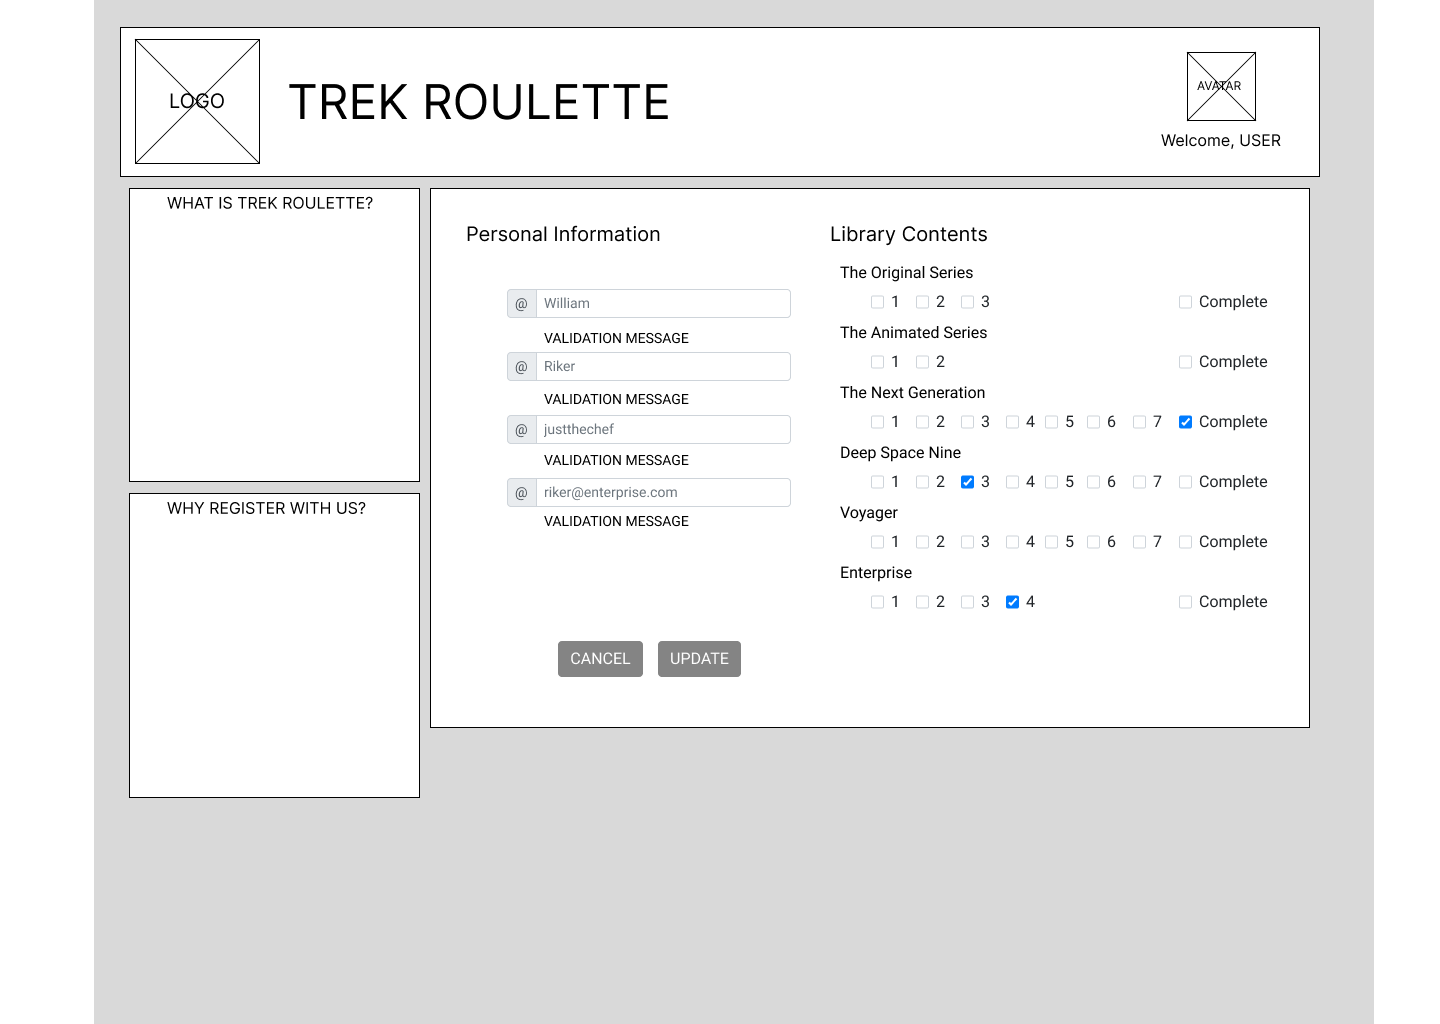 LOGO
TREK ROULETTE
AVATAR
Welcome, USER
WHAT IS TREK ROULETTE?
WHY REGISTER WITH US?
Personal Information
@ William
VALIDATION MESSAGE
@ Riker
VALIDATION MESSAGE
@ justthechef
VALIDATION MESSAGE
@ riker@enterprise.com
VALIDATION MESSAGE
CANCEL UPDATE
Library Contents
The Original Series
1 2 3 Complete
The Animated Series
1 2 Complete
The Next Generation
1 2 3 4 5 6 7 Complete
Deep Space Nine
1 2 3 4 5 6 7 Complete
Voyager
1 2 3 4 5 6 7 Complete
Enterprise
1 2 3 4 Complete